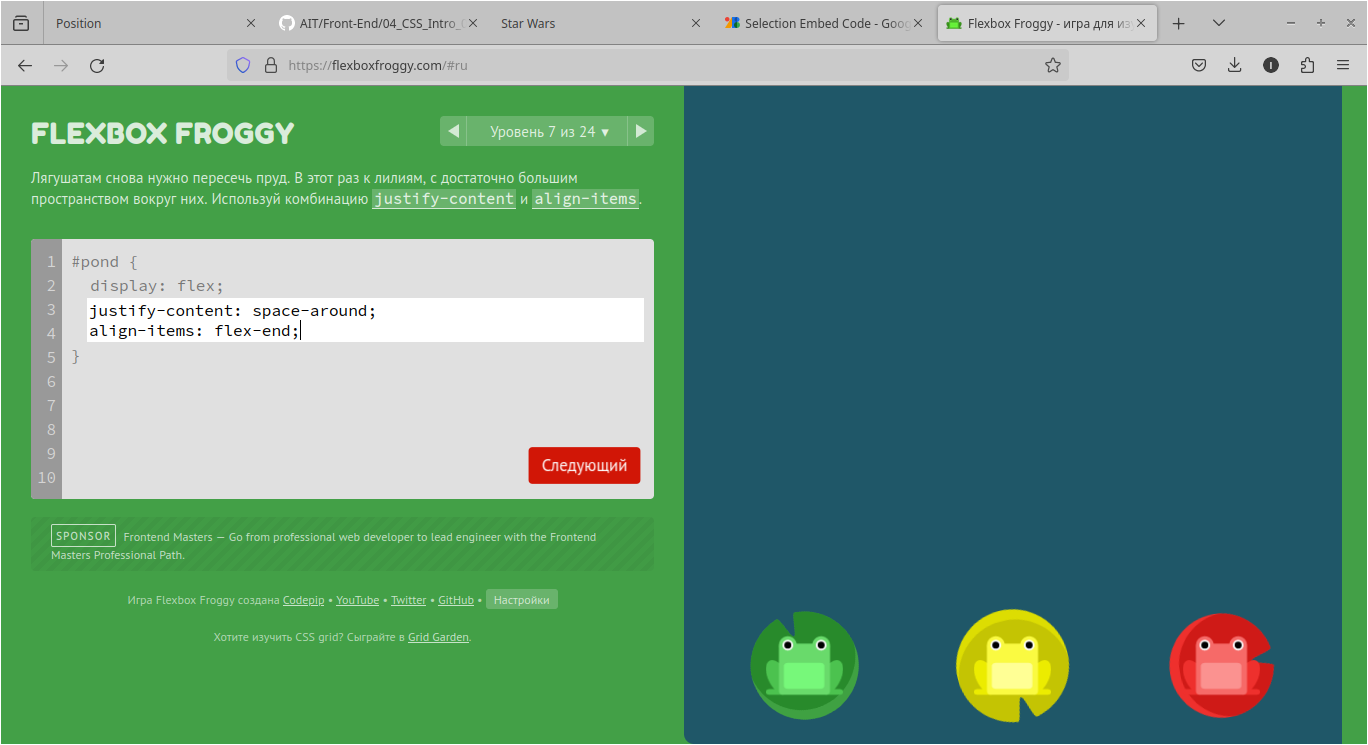 Position
AIT/Front-End/04_CSS_Intro_
Star Wars
Selection Embed Code - Goog
Flexbox Froggy - игра для из
https://flexboxfroggy.com/#ru
FLEXBOX FROGGY
Уровень 7 из 24 ▾
Лягушатам снова нужно пересечь пруд. В этот раз к лилиям, с достаточно большим
пространством вокруг них. Используй комбинацию justify-content и align-items.
1 #pond {
2 display: flex;
3 justify-content: space-around;
4 align-items: flex-end;
5 }
6
7
8
9
10
Следующий
SPONSOR Frontend Masters — Go from professional web developer to lead engineer with the Frontend
Masters Professional Path.
Игра Flexbox Froggy создана Codepip • YouTube • Twitter • GitHub • Настройки
Хотите изучить CSS grid? Сыграйте в Grid Garden.